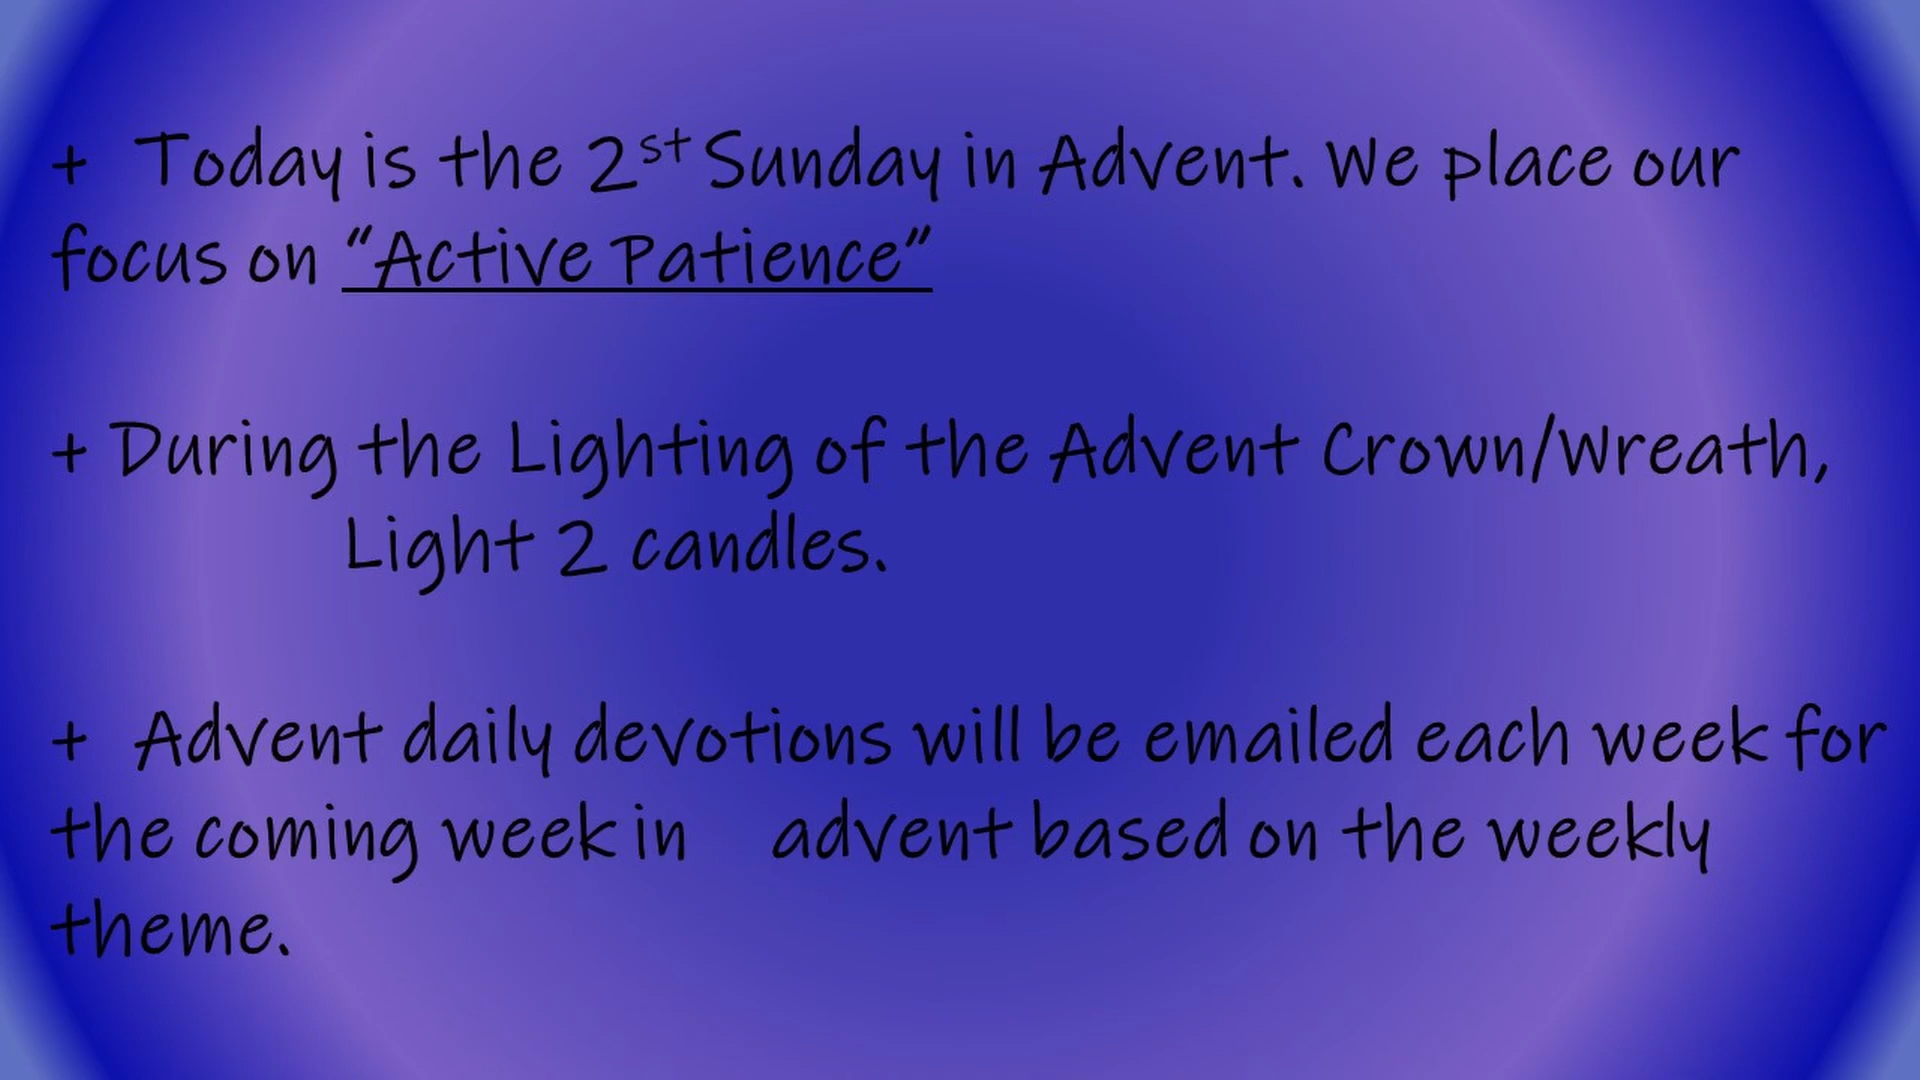 + Today is the 2st Sunday in Advent. We place our
focus on “Active Patience”
+ During the Lighting of the Advent Crown/Wreath,
Light 2 candles.
+ Advent daily devotions will be emailed each week for
the coming week in advent based on the weekly
theme.